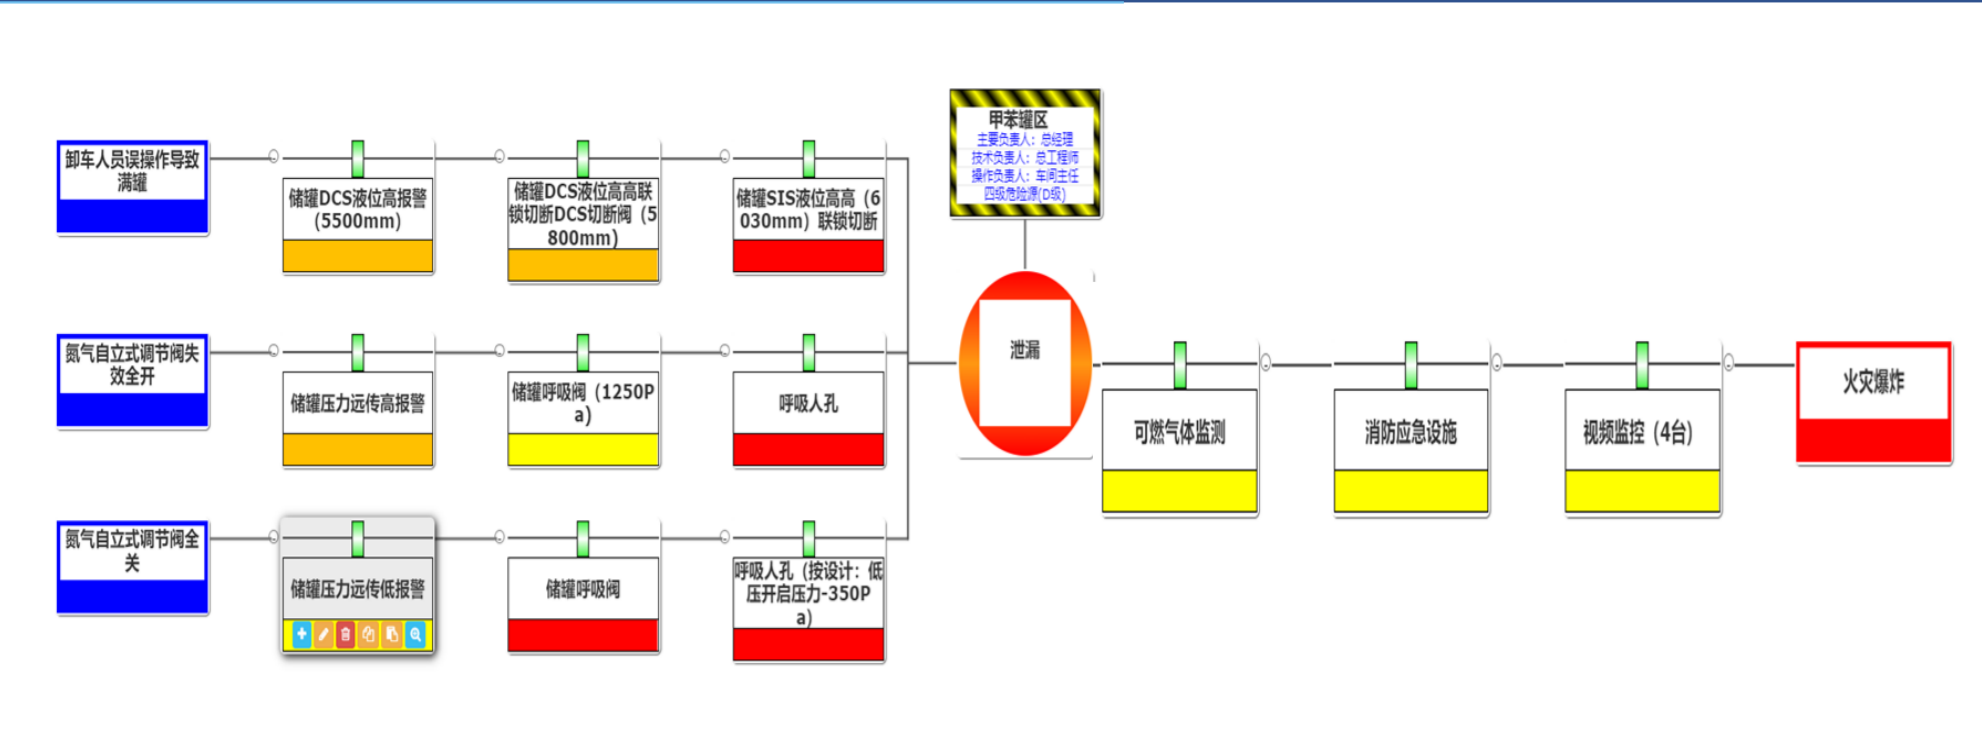 甲苯罐区
主要负责人：总经理
技术负责人：总工程师
操作负责人：车间主任
四级危险源(D级)
卸车人员误操作导致
满罐
储罐DCS液位高报警
(5500mm)
储罐DCS液位高高联
锁切断DCS切断阀（5
800mm)
储罐SIS液位高高（6
030mm）联锁切断
氮气自立式调节阀失
效全开
储罐压力远传高报警
储罐呼吸阀（1250P
a)
呼吸人孔
泄漏
可燃气体监测
消防应急设施
视频监控（4台）
火灾爆炸
氮气自立式调节阀全
关
储罐压力远传低报警
储罐呼吸阀
呼吸人孔（按设计：低
压开启压力-350P
a)